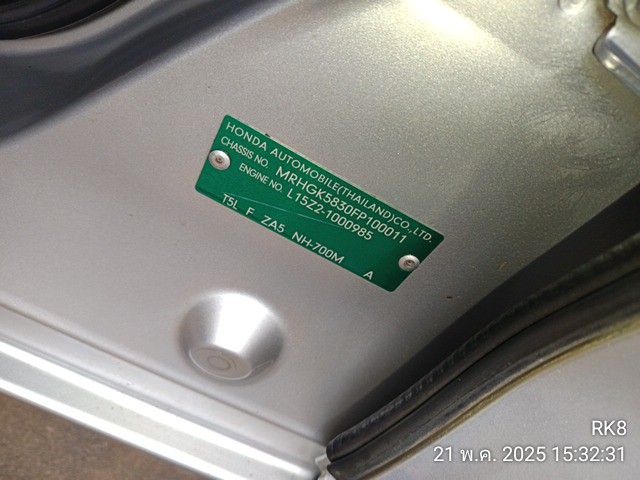 HONDA AUTOMOBILE(THAILAND)CO.,LTD.
CHASSIS NO. MRHGK5830FP100011
ENGINE NO. L15Z2-1000985
T5L F ZA5 NH-700M A
RK8
21 พ.ค. 2025 15:32:31